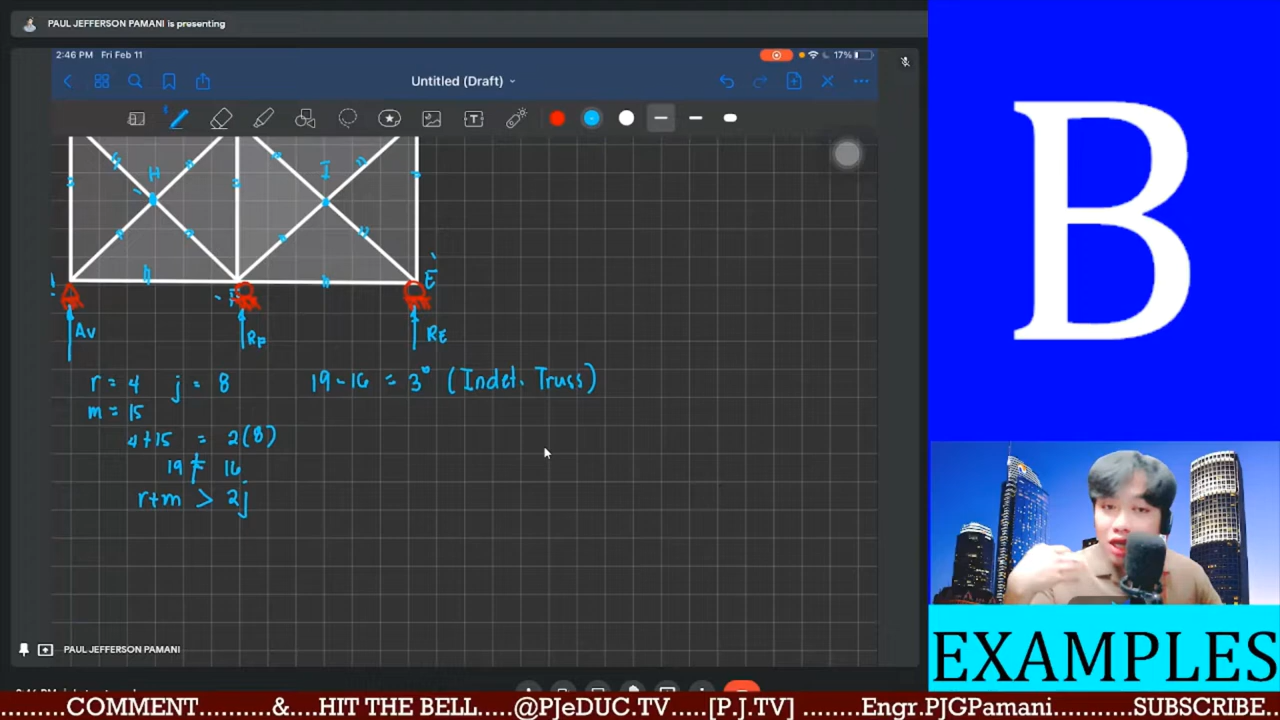 PAUL JEFFERSON PAMANI is presenting
2:46 PM Fri Feb 11
17%
Untitled (Draft)
T
H
I
E
Av
RF
RE
r = 4 j = 8 19 - 16 = 3° (Indet. Truss)
m = 15
4+15 = 2(8)
19 ≠ 16
r+m > 2j
PAUL JEFFERSON PAMANI
B
EXAMPLES
........COMMENT.........&....HIT THE BELL.....@PJeDUC.TV.....[P.J.TV] ........Engr.PJGPamani............SUBSCRIBE..